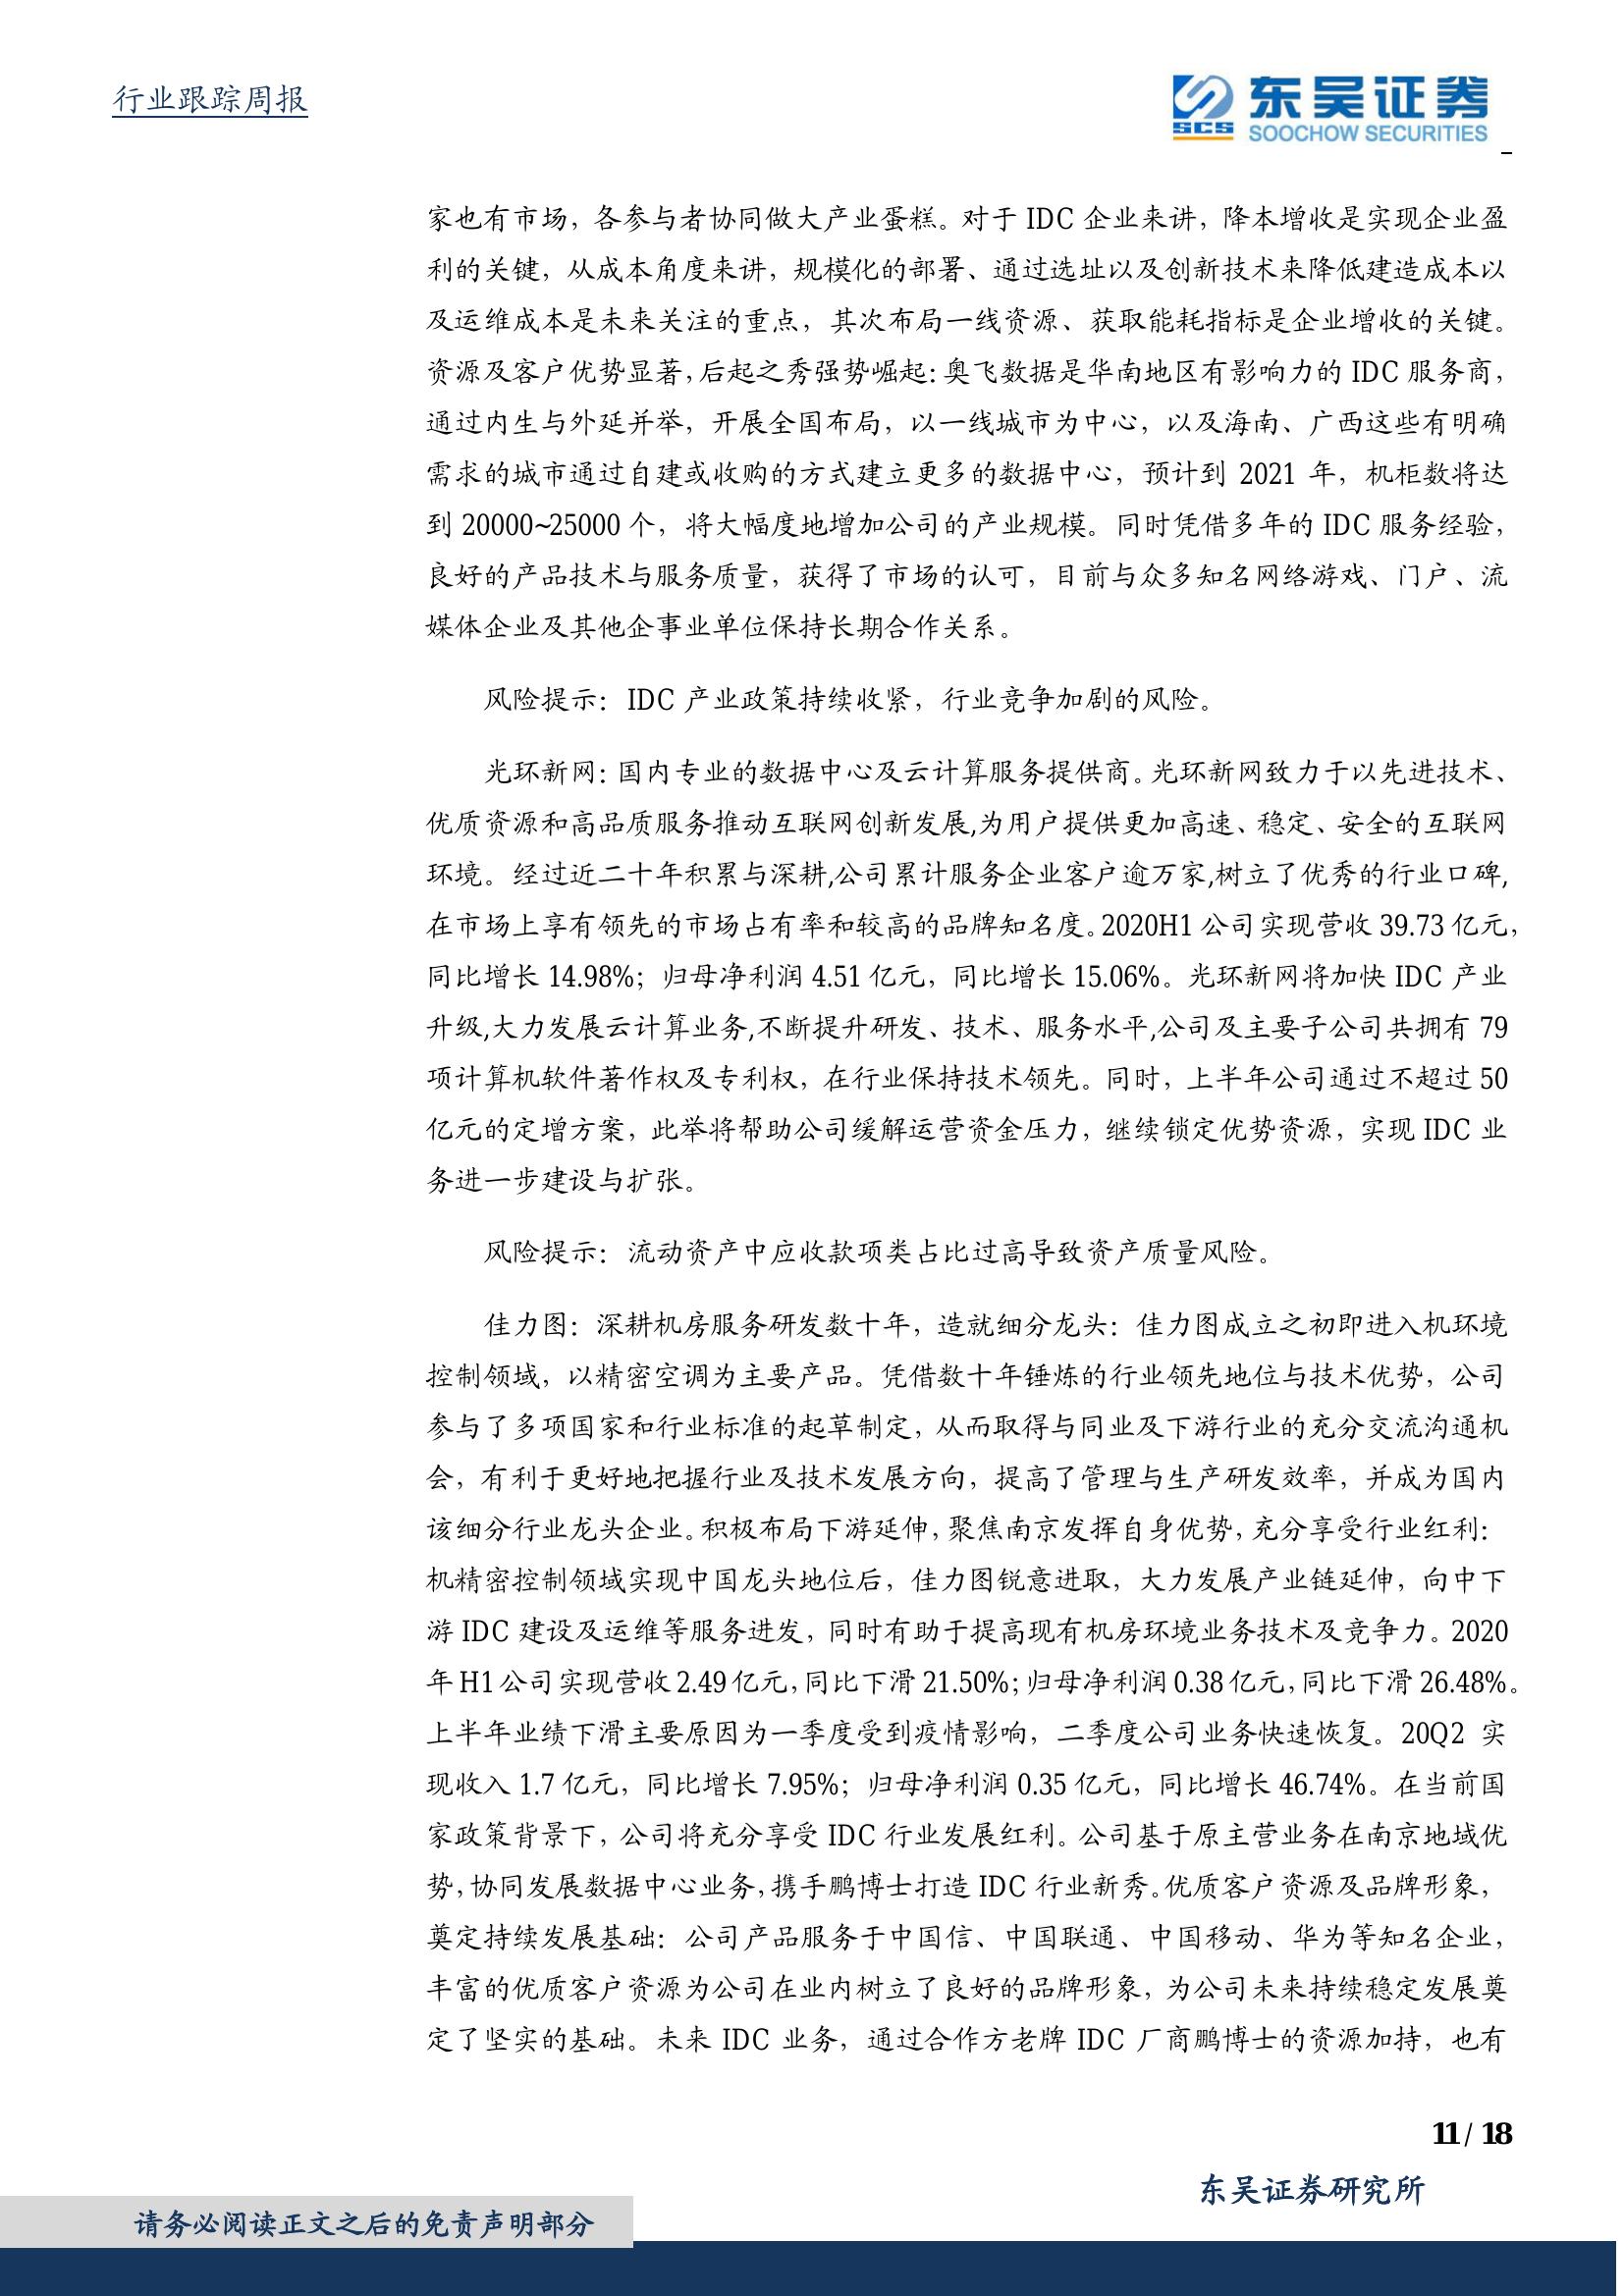 行业跟踪周报
SCS
东吴证券
SOOCHOW SECURITIES
家也有市场，各参与者协同做大产业蛋糕。对于 IDC 企业来讲，降本增收是实现企业盈
利的关键，从成本角度来讲，规模化的部署、通过选址以及创新技术来降低建造成本以
及运维成本是未来关注的重点，其次布局一线资源、获取能耗指标是企业增收的关键。
资源及客户优势显著，后起之秀强势崛起：奥飞数据是华南地区有影响力的 IDC 服务商，
通过内生与外延并举，开展全国布局，以一线城市为中心，以及海南、广西这些有明确
需求的城市通过自建或收购的方式建立更多的数据中心，预计到 2021 年，机柜数将达
到 20000~25000 个，将大幅度地增加公司的产业规模。同时凭借多年的 IDC 服务经验，
良好的产品技术与服务质量，获得了市场的认可，目前与众多知名网络游戏、门户、流
媒体企业及其他企事业单位保持长期合作关系。
风险提示：IDC 产业政策持续收紧，行业竞争加剧的风险。
光环新网：国内专业的数据中心及云计算服务提供商。光环新网致力于以先进技术、
优质资源和高品质服务推动互联网创新发展,为用户提供更加高速、稳定、安全的互联网
环境。经过近二十年积累与深耕,公司累计服务企业客户逾万家,树立了优秀的行业口碑,
在市场上享有领先的市场占有率和较高的品牌知名度。2020H1 公司实现营收 39.73 亿元，
同比增长 14.98%；归母净利润 4.51 亿元，同比增长 15.06%。光环新网将加快 IDC 产业
升级,大力发展云计算业务,不断提升研发、技术、服务水平,公司及主要子公司共拥有 79
项计算机软件著作权及专利权，在行业保持技术领先。同时，上半年公司通过不超过 50
亿元的定增方案，此举将帮助公司缓解运营资金压力，继续锁定优势资源，实现 IDC 业
务进一步建设与扩张。
风险提示：流动资产中应收款项类占比过高导致资产质量风险。
佳力图：深耕机房服务研发数十年，造就细分龙头：佳力图成立之初即进入机环境
控制领域，以精密空调为主要产品。凭借数十年锤炼的行业领先地位与技术优势，公司
参与了多项国家和行业标准的起草制定，从而取得与同业及下游行业的充分交流沟通机
会，有利于更好地把握行业及技术发展方向，提高了管理与生产研发效率，并成为国内
该细分行业龙头企业。积极布局下游延伸，聚焦南京发挥自身优势，充分享受行业红利：
机精密控制领域实现中国龙头地位后，佳力图锐意进取，大力发展产业链延伸，向中下
游 IDC 建设及运维等服务进发，同时有助于提高现有机房环境业务技术及竞争力。2020
年 H1 公司实现营收 2.49 亿元，同比下滑 21.50%；归母净利润 0.38 亿元，同比下滑 26.48%。
上半年业绩下滑主要原因为一季度受到疫情影响，二季度公司业务快速恢复。20Q2 实
现收入 1.7 亿元，同比增长 7.95%；归母净利润 0.35 亿元，同比增长 46.74%。在当前国
家政策背景下，公司将充分享受 IDC 行业发展红利。公司基于原主营业务在南京地域优
势，协同发展数据中心业务，携手鹏博士打造 IDC 行业新秀。优质客户资源及品牌形象，
奠定持续发展基础：公司产品服务于中国信、中国联通、中国移动、华为等知名企业，
丰富的优质客户资源为公司在业内树立了良好的品牌形象，为公司未来持续稳定发展奠
定了坚实的基础。未来 IDC 业务，通过合作方老牌 IDC 厂商鹏博士的资源加持，也有
11 / 18
东吴证券研究所
请务必阅读正文之后的免责声明部分